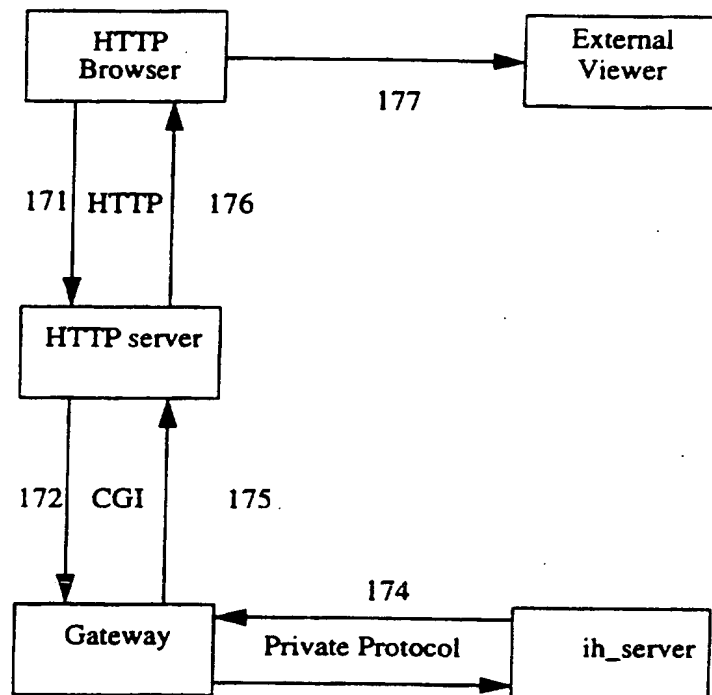 HTTP
Browser
External
Viewer
177
171
HTTP
176
HTTP server
172
CGI
175
174
Gateway
Private Protocol
ih_server